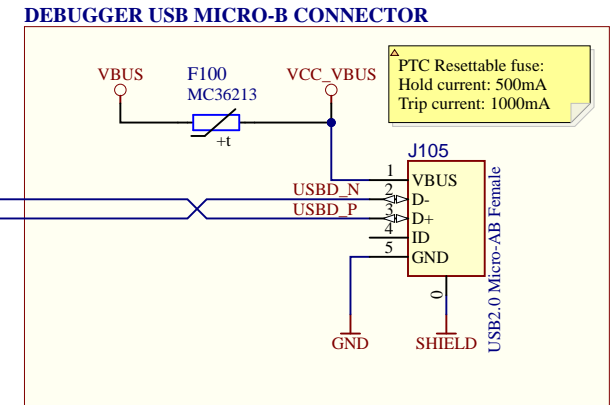 DEBUGGER USB MICRO-B CONNECTOR
VBUS
F100
MC36213
+t
VCC_VBUS
PTC Resettable fuse:
Hold current: 500mA
Trip current: 1000mA
J105
1
VBUS
USBD_N
2
D-
USBD_P
3
D+
4
ID
5
GND
0
USB2.0 Micro-AB Female
GND
SHIELD